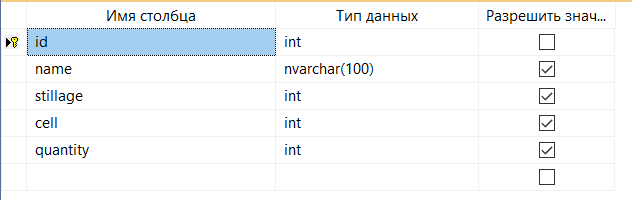 Имя столбца Тип данных Разрешить знач...
id int
name nvarchar(100)
stillage int
cell int
quantity int